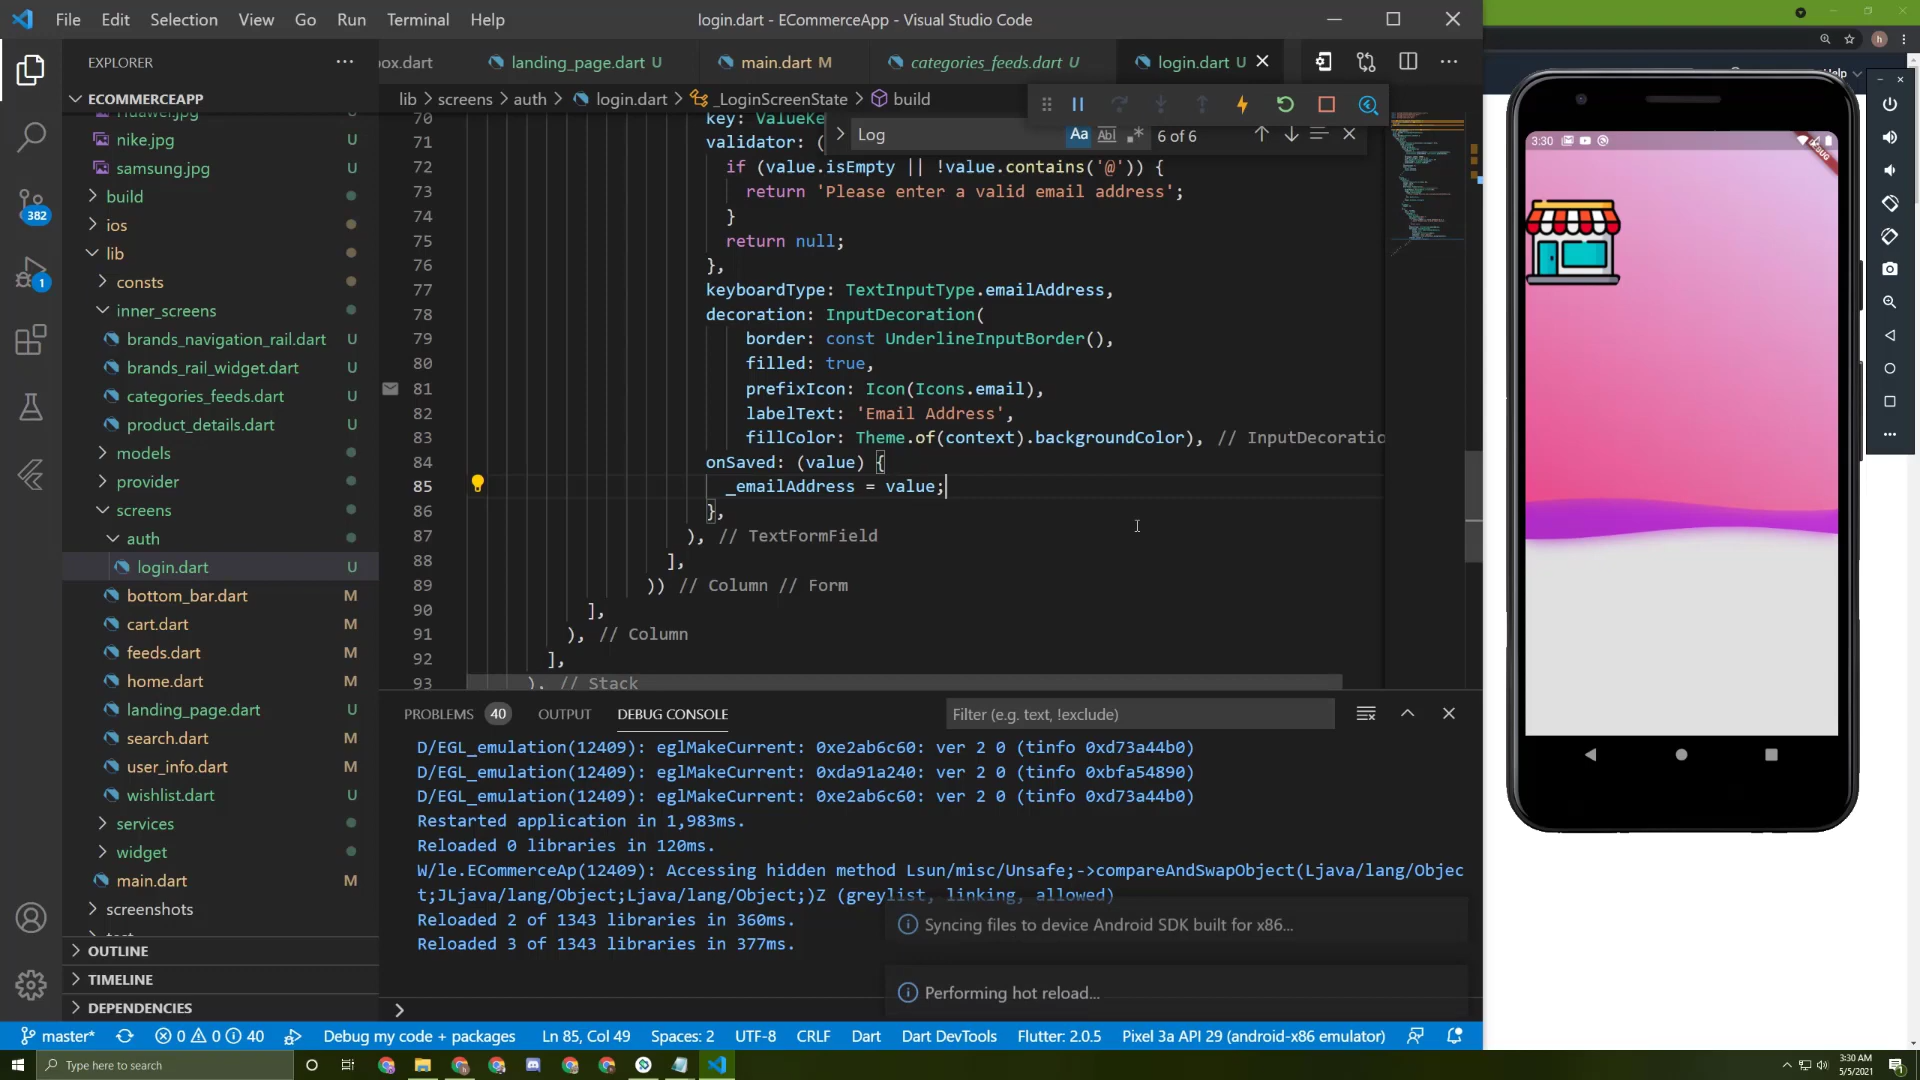 File Edit Selection View Go Run Terminal Help
login.dart - ECommerceApp - Visual Studio Code
EXPLORER
ECOMMERCEAPP
nike.jpg U
samsung.jpg U
build
ios
lib
consts
inner_screens
brands_navigation_rail.dart U
brands_rail_widget.dart U
categories_feeds.dart U
product_details.dart U
models
provider
screens
auth
login.dart U
bottom_bar.dart M
cart.dart M
feeds.dart M
home.dart M
landing_page.dart U
search.dart M
user_info.dart M
wishlist.dart U
services
widget
main.dart M
screenshots
OUTLINE
TIMELINE
DEPENDENCIES
382
1
box.dart landing_page.dart U main.dart M categories_feeds.dart U login.dart U
lib > screens > auth > login.dart > _LoginScreenState > build
Log Aa Ab 6 of 6
70 key: ValueKe
71 validator: (
72 if (value.isEmpty || !value.contains('@')) {
73 return 'Please enter a valid email address';
74 }
75 return null;
76 },
77 keyboardType: TextInputType.emailAddress,
78 decoration: InputDecoration(
79 border: const UnderlineInputBorder(),
80 filled: true,
81 prefixIcon: Icon(Icons.email),
82 labelText: 'Email Address',
83 fillColor: Theme.of(context).backgroundColor), // InputDecoratio
84 onSaved: (value) {
85 _emailAddress = value;
86 },
87 ), // TextFormField
88 ],
89 )) // Column // Form
90 ],
91 ), // Column
92 ],
93 ), // Stack
PROBLEMS 40 OUTPUT DEBUG CONSOLE Filter (e.g. text, !exclude)
D/EGL_emulation(12409): eglMakeCurrent: 0xe2ab6c60: ver 2 0 (tinfo 0xd73a44b0)
D/EGL_emulation(12409): eglMakeCurrent: 0xda91a240: ver 2 0 (tinfo 0xbfa54890)
D/EGL_emulation(12409): eglMakeCurrent: 0xe2ab6c60: ver 2 0 (tinfo 0xd73a44b0)
Restarted application in 1,983ms.
Reloaded 0 libraries in 120ms.
W/le.ECommerceAp(12409): Accessing hidden method Lsun/misc/Unsafe;->compareAndSwapObject(Ljava/lang/Objec
t;JLjava/lang/Object;Ljava/lang/Object;)Z (greylist, linking, allowed)
Reloaded 2 of 1343 libraries in 360ms.
Reloaded 3 of 1343 libraries in 377ms.
Syncing files to device Android SDK built for x86...
Performing hot reload...
master* 0 0 40 Debug my code + packages Ln 85, Col 49 Spaces: 2 UTF-8 CRLF Dart Dart DevTools Flutter: 2.0.5 Pixel 3a API 29 (android-x86 emulator)
Type here to search
3:30 AM
5/5/2021
Help
h
3:30
DEBUG